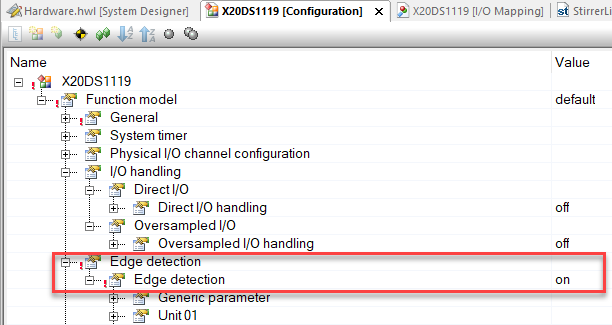 Hardware.hwl [System Designer] X20DS1119 [Configuration] X20DS1119 [I/O Mapping] st StirrerLi
Name Value
X20DS1119
Function model default
General
System timer
Physical I/O channel configuration
I/O handling
Direct I/O
Direct I/O handling off
Oversampled I/O
Oversampled I/O handling off
Edge detection
Edge detection on
Generic parameter
Unit 01